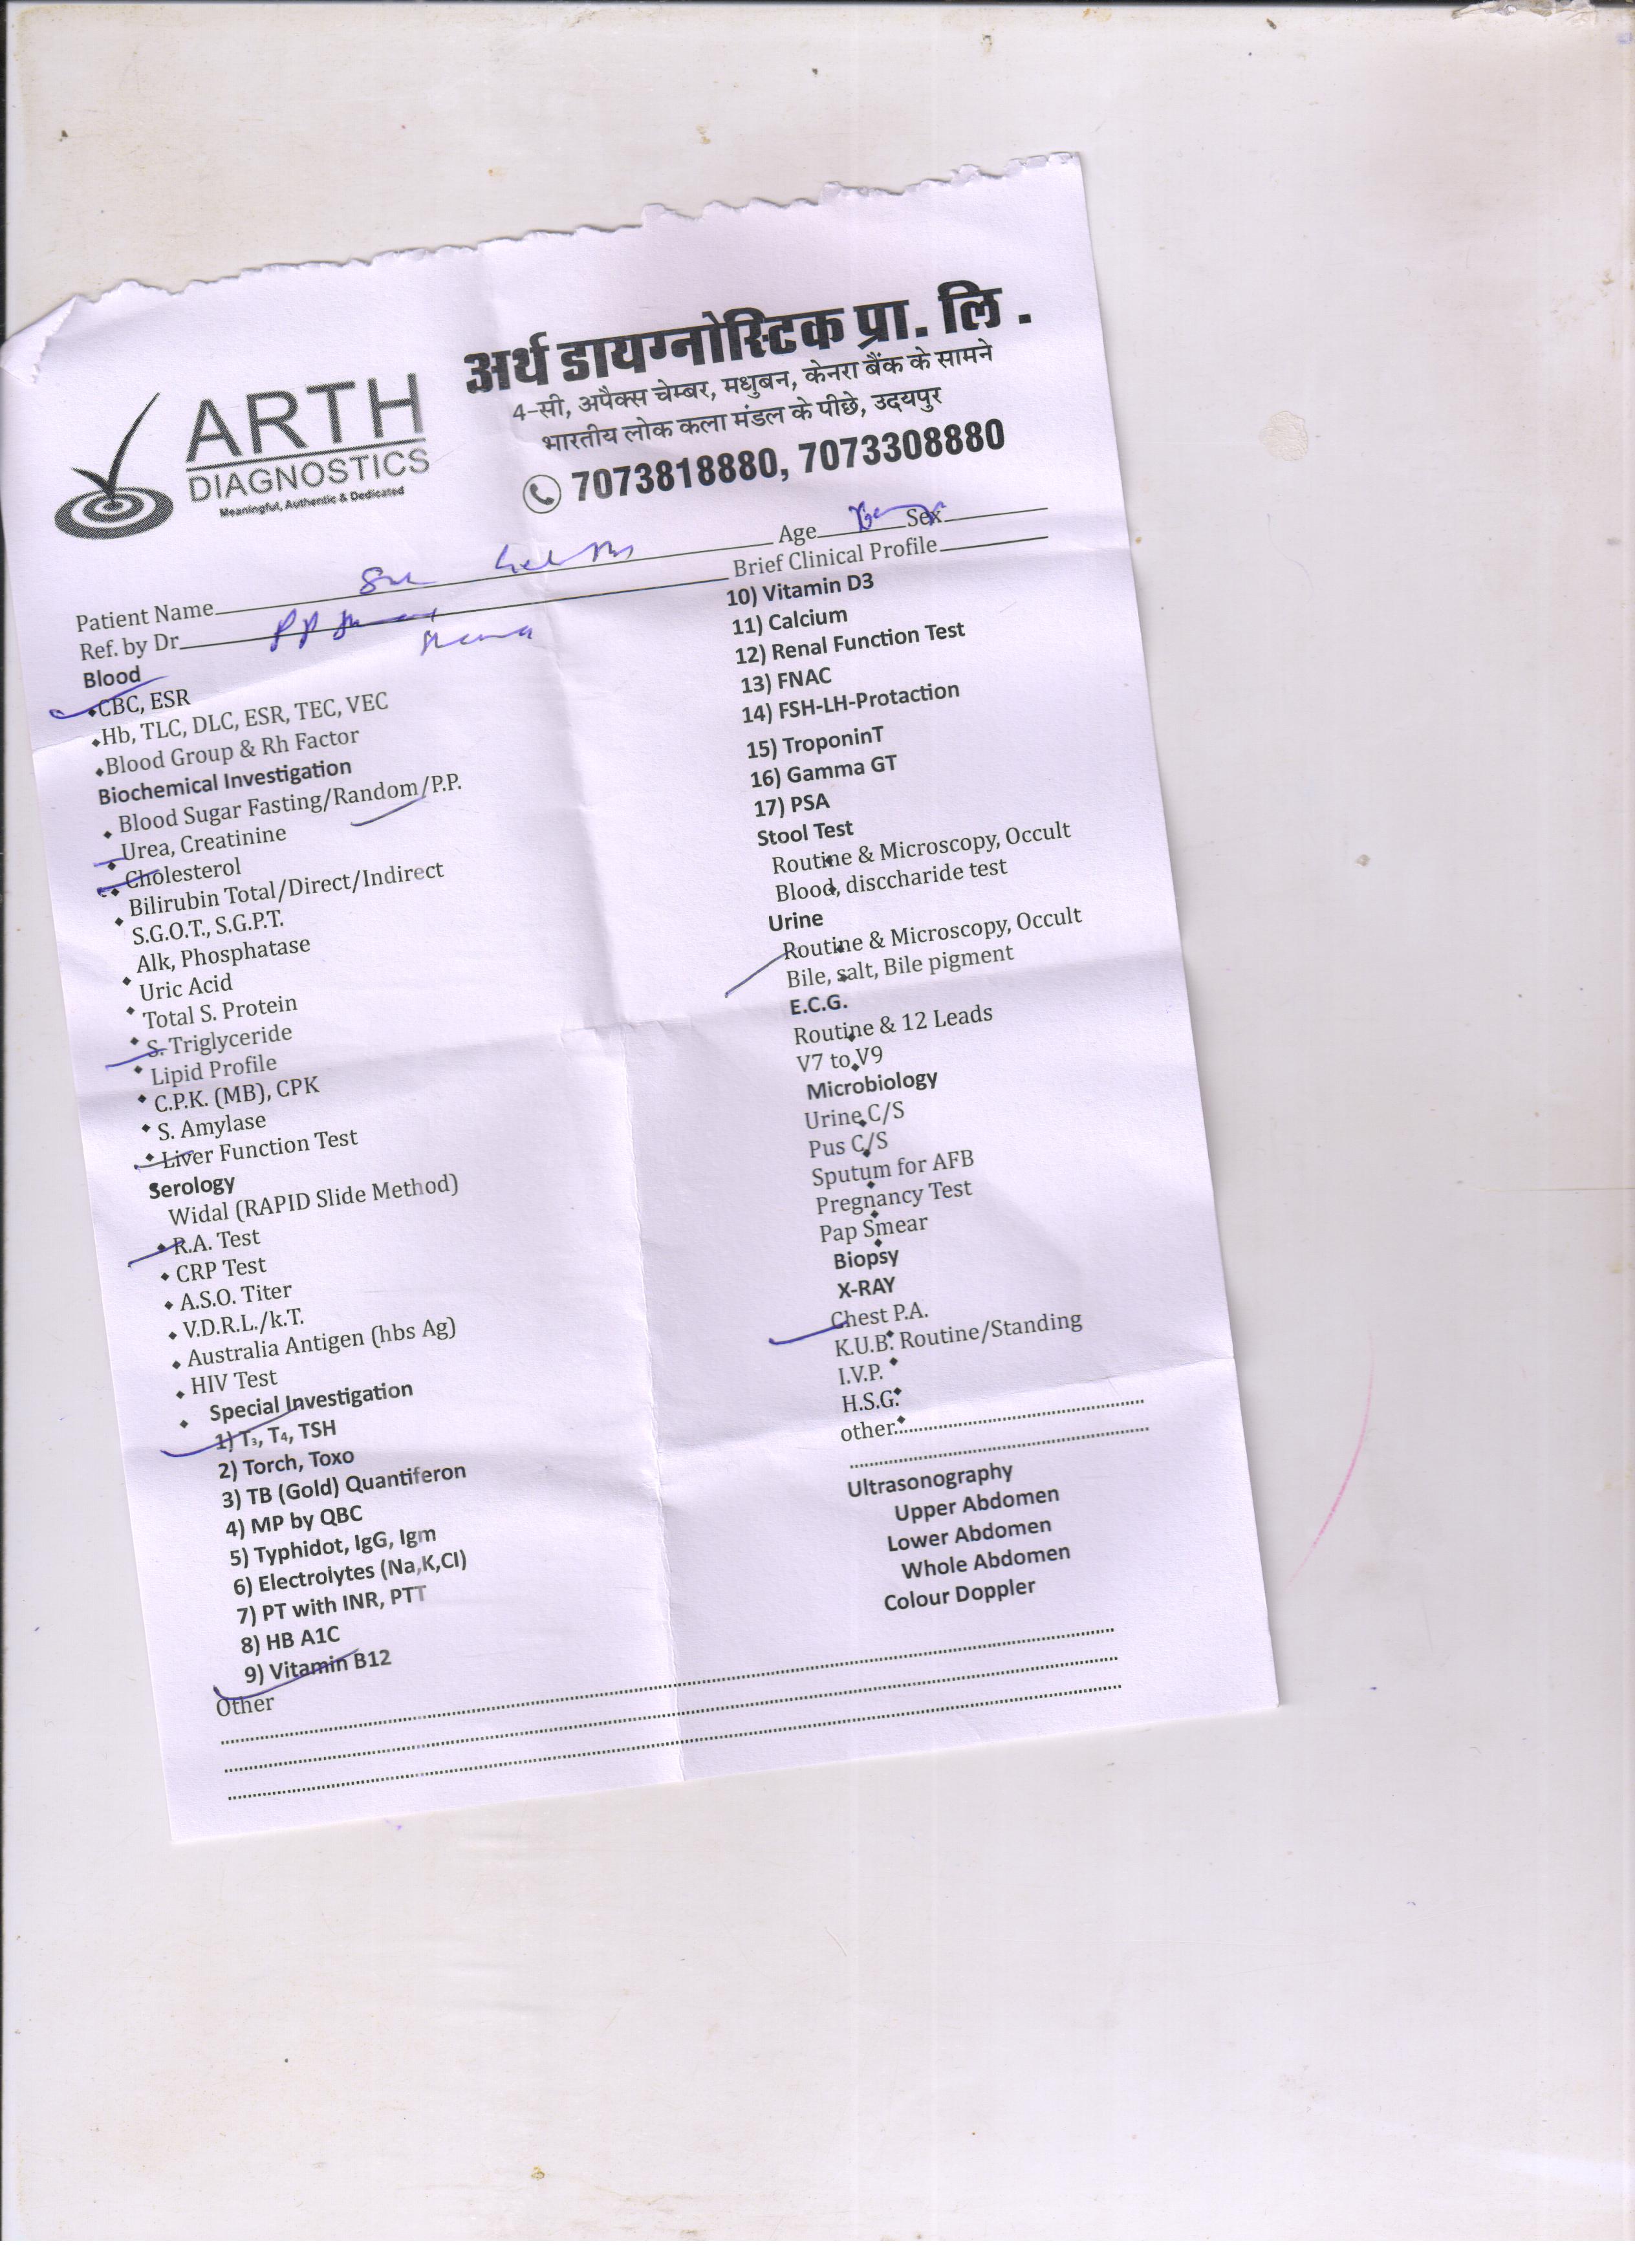 ARTH
DIAGNOSTICS
Meaningful, Authentic & Dedicated
अर्थ डायग्नोस्टिक प्रा. लि .
4-सी, अपैक्स चेम्बर, मधुबन, केनरा बैंक के सामने
भारतीय लोक कला मंडल के पीछे, उदयपुर
7073818880, 7073308880
Patient Name Age Sex
Ref. by Dr Brief Clinical Profile
Blood
CBC, ESR
Hb, TLC, DLC, ESR, TEC, VEC
Blood Group & Rh Factor
Biochemical Investigation
Blood Sugar Fasting/Random/P.P.
Urea, Creatinine
Cholesterol
Bilirubin Total/Direct/Indirect
S.G.O.T., S.G.P.T.
Alk, Phosphatase
Uric Acid
Total S. Protein
S. Triglyceride
Lipid Profile
C.P.K. (MB), CPK
S. Amylase
Liver Function Test
Serology
Widal (RAPID Slide Method)
R.A. Test
CRP Test
A.S.O. Titer
V.D.R.L./k.T.
Australia Antigen (hbs Ag)
HIV Test
Special Investigation
1) T₃, T₄, TSH
2) Torch, Toxo
3) TB (Gold) Quantiferon
4) MP by QBC
5) Typhidot, IgG, Igm
6) Electrolytes (Na,K,Cl)
7) PT with INR, PTT
8) HB A1C
9) Vitamin B12
10) Vitamin D3
11) Calcium
12) Renal Function Test
13) FNAC
14) FSH-LH-Protaction
15) TroponinT
16) Gamma GT
17) PSA
Stool Test
Routine & Microscopy, Occult
Blood, disccharide test
Urine
Routine & Microscopy, Occult
Bile, salt, Bile pigment
E.C.G.
Routine & 12 Leads
V7 to V9
Microbiology
Urine C/S
Pus C/S
Sputum for AFB
Pregnancy Test
Pap Smear
Biopsy
X-RAY
Chest P.A.
K.U.B. Routine/Standing
I.V.P.
H.S.G.
other
Ultrasonography
Upper Abdomen
Lower Abdomen
Whole Abdomen
Colour Doppler
Other